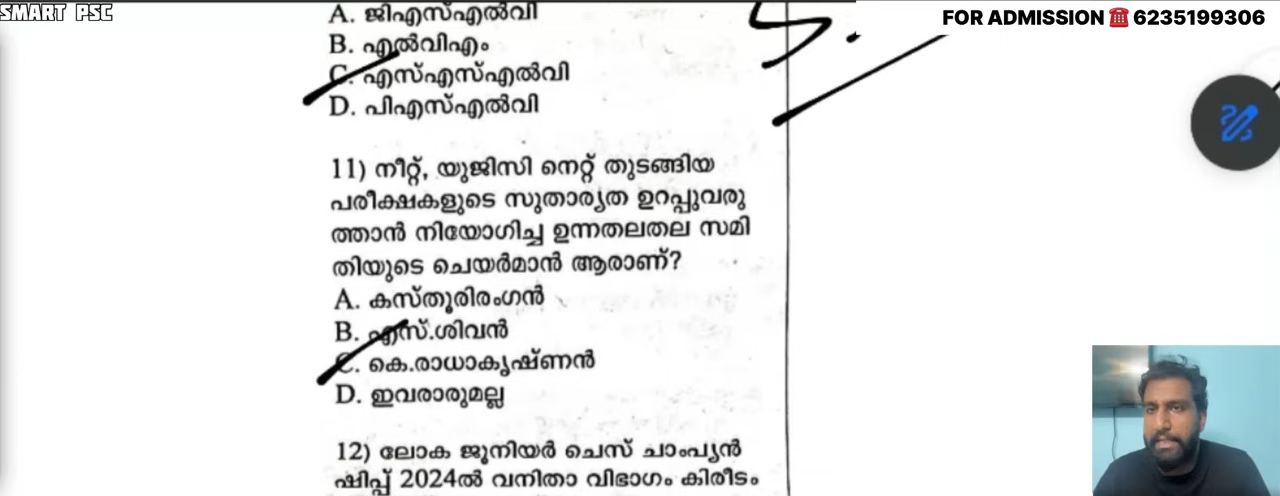 SMART PSC
FOR ADMISSION ☎️ 6235199306
A. ജിഎസ്എൽവി
B. എൽവിഎം
C. എസ്എസ്എൽവി
D. പിഎസ്എൽവി
11) നീറ്റ്, യുജിസി നെറ്റ് തുടങ്ങിയ
പരീക്ഷകളുടെ സുതാര്യത ഉറപ്പുവരു
ത്താൻ നിയോഗിച്ച ഉന്നതലതല സമി
തിയുടെ ചെയർമാൻ ആരാണ്?
A. കസ്തൂരിരംഗൻ
B. എസ്.ശിവൻ
C. കെ.രാധാകൃഷ്ണൻ
D. ഇവരാരുമല്ല
12) ലോക ജൂനിയർ ചെസ് ചാംപ്യൻ
ഷിപ്പ് 2024ൽ വനിതാ വിഭാഗം കിരീടം